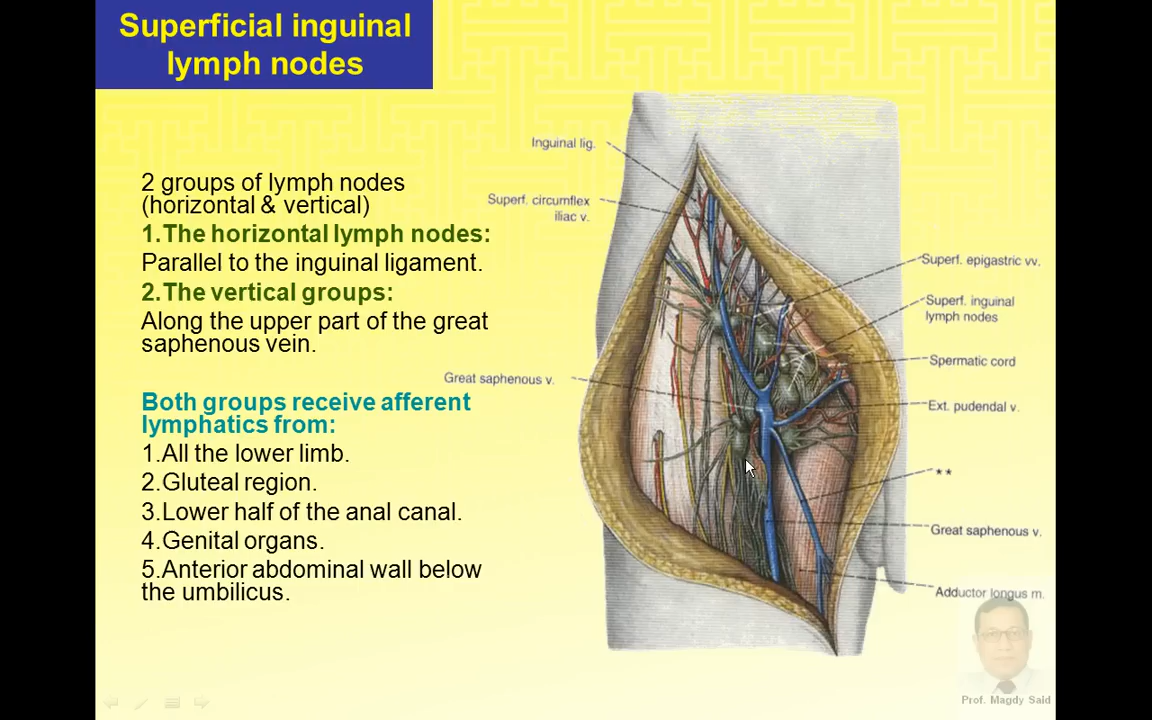 Superficial inguinal
lymph nodes
2 groups of lymph nodes
(horizontal & vertical)
1.The horizontal lymph nodes:
Parallel to the inguinal ligament.
2.The vertical groups:
Along the upper part of the great
saphenous vein.
Both groups receive afferent
lymphatics from:
1.All the lower limb.
2.Gluteal region.
3.Lower half of the anal canal.
4.Genital organs.
5.Anterior abdominal wall below
the umbilicus.
Inguinal lig.
Superf. circumflex
iliac v.
Great saphenous v.
Superf. epigastric vv.
Superf. inguinal
lymph nodes
Spermatic cord
Ext. pudendal v.
**
Great saphenous v.
Adductor longus m.
Prof. Magdy Said